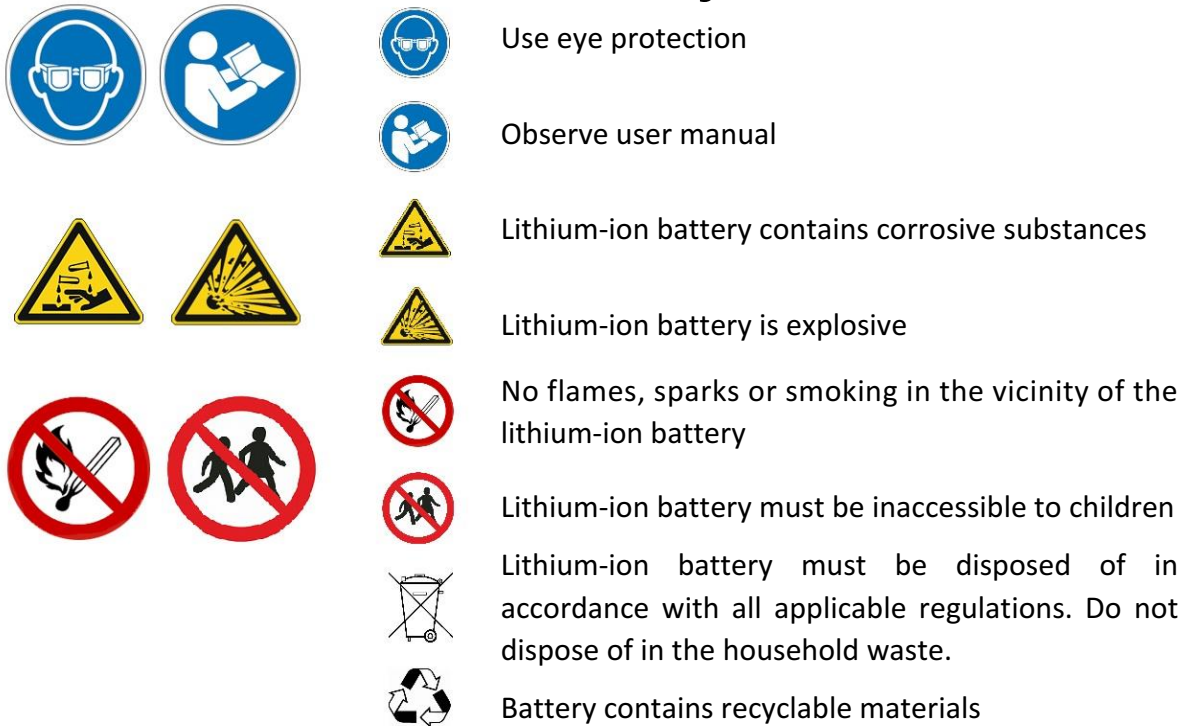 Use eye protection
Observe user manual
Lithium-ion battery contains corrosive substances
Lithium-ion battery is explosive
No flames, sparks or smoking in the vicinity of the
lithium-ion battery
Lithium-ion battery must be inaccessible to children
Lithium-ion battery must be disposed of in
accordance with all applicable regulations. Do not
dispose of in the household waste.
Battery contains recyclable materials